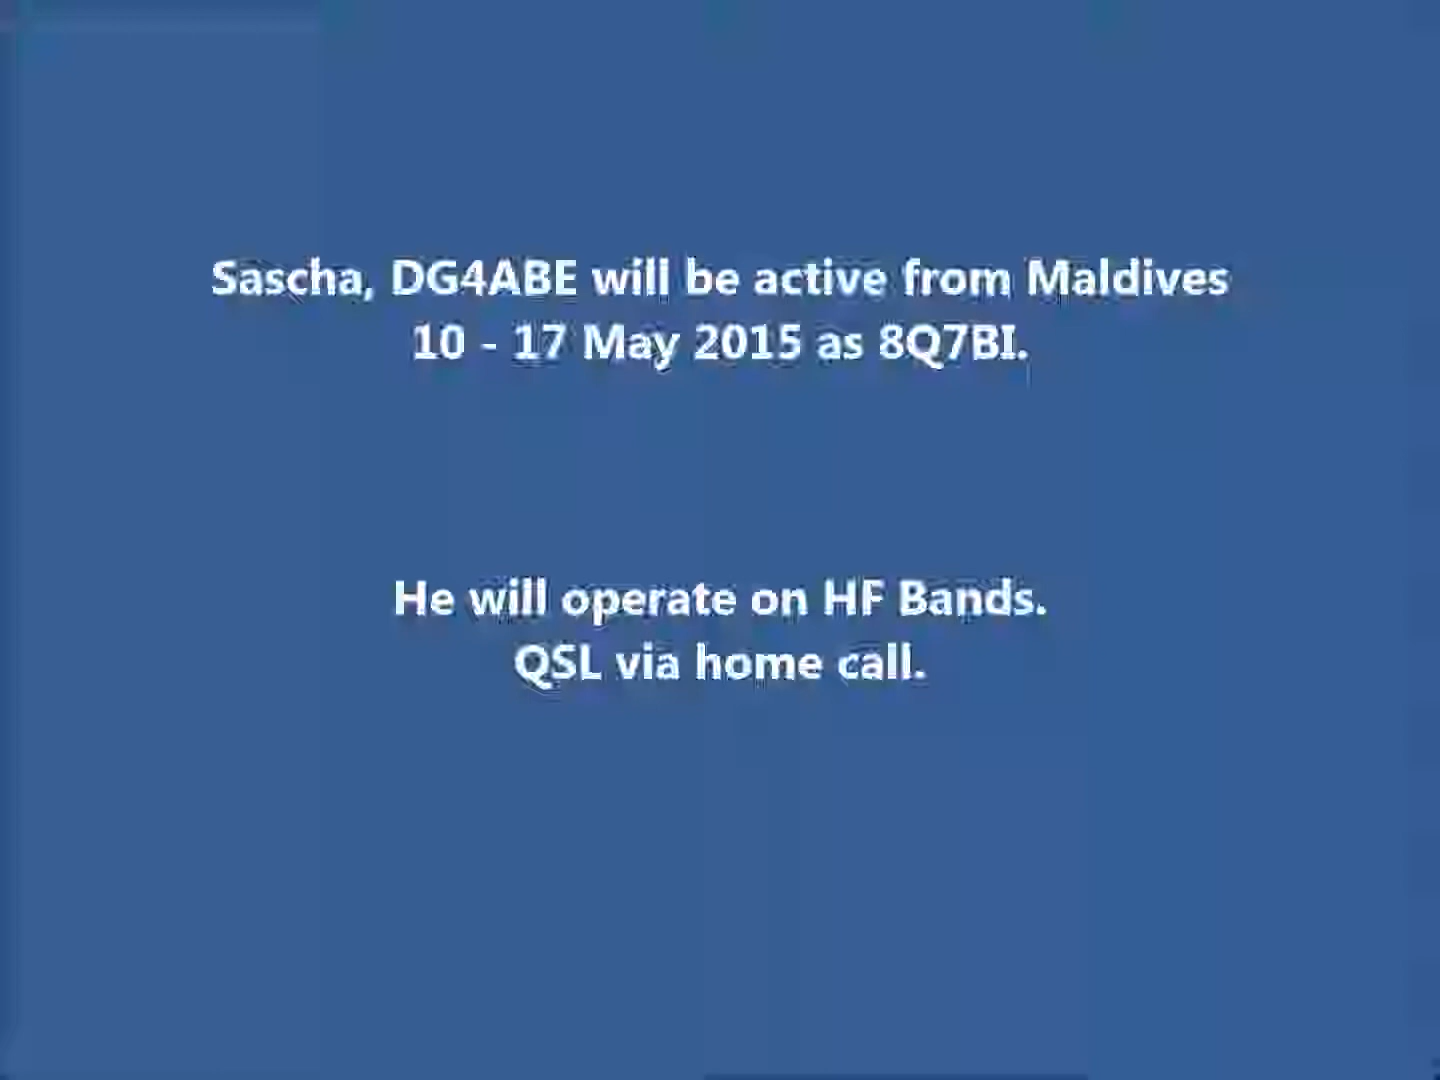 Sascha, DG4ABE will be active from Maldives
10 - 17 May 2015 as 8Q7BI.
He will operate on HF Bands.
QSL via home call.